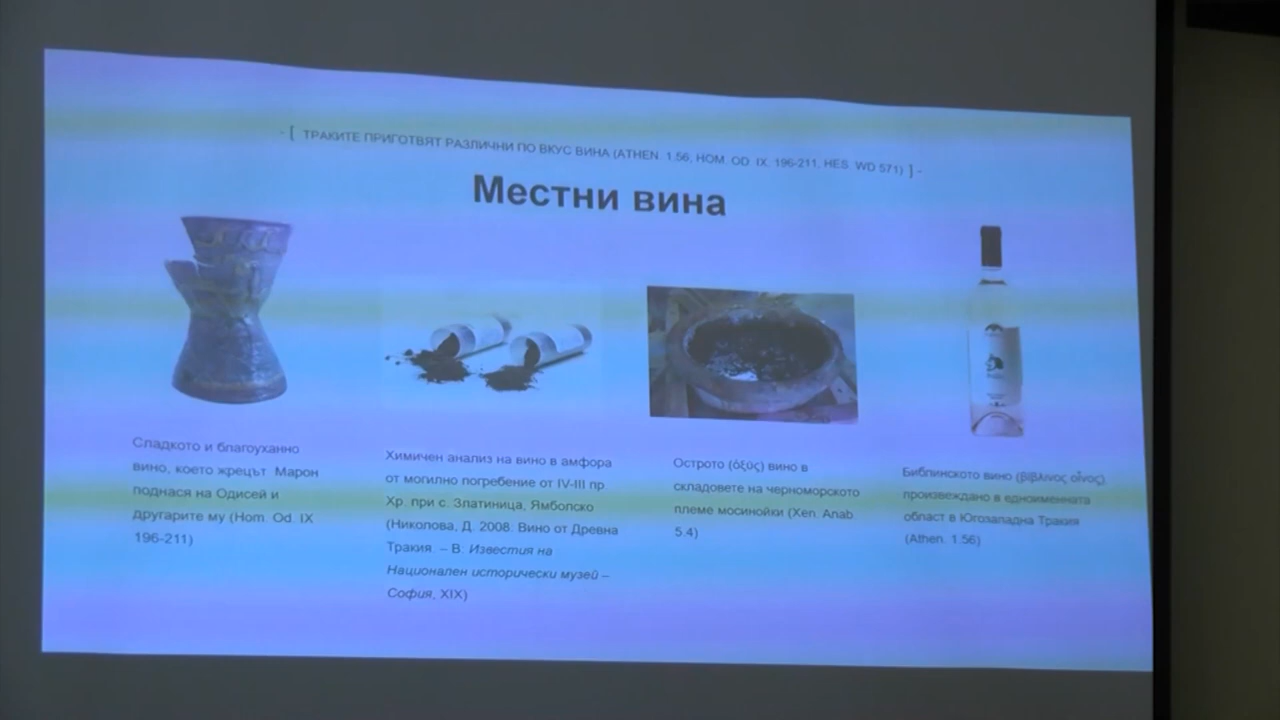 - [ ТРАКИТЕ ПРИГОТВЯТ РАЗЛИЧНИ ПО ВКУС ВИНА (ATHEN. 1.56, HOM. OD. IX, 196-211, HES. WD 571) ] -
Местни вина
Сладкото и благоуханно
вино, което жрецът Марон
поднася на Одисей и
другарите му (Hom. Od. IX
196-211)
Химичен анализ на вино в амфора
от могилно погребение от IV-III пр.
Хр. при с. Златиница, Ямболско
(Николова, Д. 2008: Вино от Древна
Тракия. – В: Известия на
Национален исторически музей –
София, XIX)
Острото (ὀξύς) вино в
складовете на черноморското
племе мосинойки (Xen. Anab.
5.4)
Библинското вино (βίβλινος οἶνος),
произвеждано в едноименната
област в Югозападна Тракия
(Athen. 1.56)